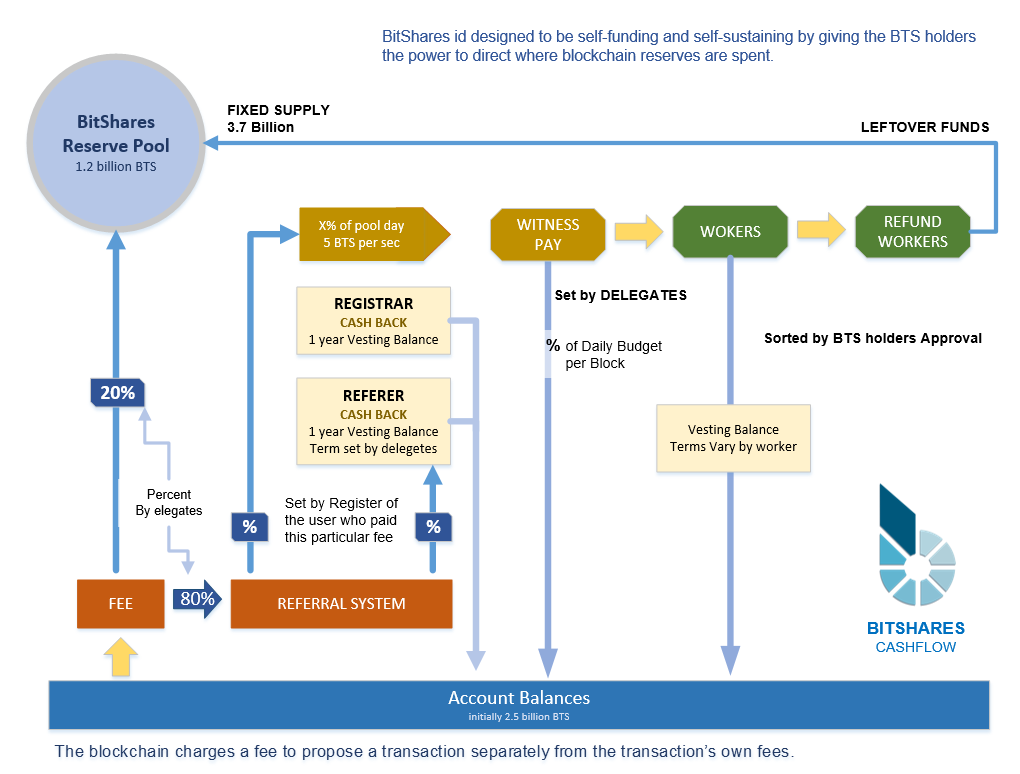 BitShares id designed to be self-funding and self-sustaining by giving the BTS holders
the power to direct where blockchain reserves are spent.
BitShares
Reserve Pool
1.2 billion BTS
FIXED SUPPLY
3.7 Billion
LEFTOVER FUNDS
X% of pool day
5 BTS per sec
WITNESS
PAY
WOKERS
REFUND
WORKERS
REGISTRAR
CASH BACK
1 year Vesting Balance
Set by DELEGATES
% of Daily Budget
per Block
Sorted by BTS holders Approval
20%
REFERER
CASH BACK
1 year Vesting Balance
Term set by delegetes
Vesting Balance
Terms Vary by worker
Percent
By elegates
%
Set by Register of
the user who paid
this particular fee
%
FEE
80%
REFERRAL SYSTEM
BITSHARES
CASHFLOW
Account Balances
initially 2.5 billion BTS
The blockchain charges a fee to propose a transaction separately from the transaction's own fees.